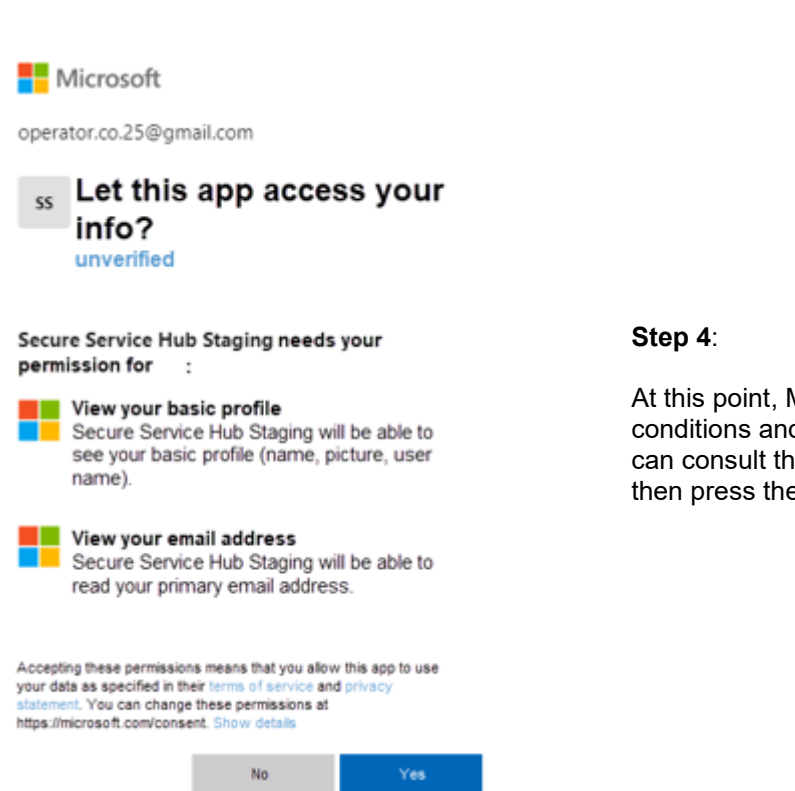 Microsoft
operator.co.25@gmail.com
SS
Let this app access your
info?
unverified
Secure Service Hub Staging needs your
permission for :
View your basic profile
Secure Service Hub Staging will be able to
see your basic profile (name, picture, user
name).
View your email address
Secure Service Hub Staging will be able to
read your primary email address.
Accepting these permissions means that you allow this app to use
your data as specified in their terms of service and privacy
statement. You can change these permissions at
https://microsoft.com/consent. Show details
No
Yes
Step 4:
At this point,
conditions
can consult
then press